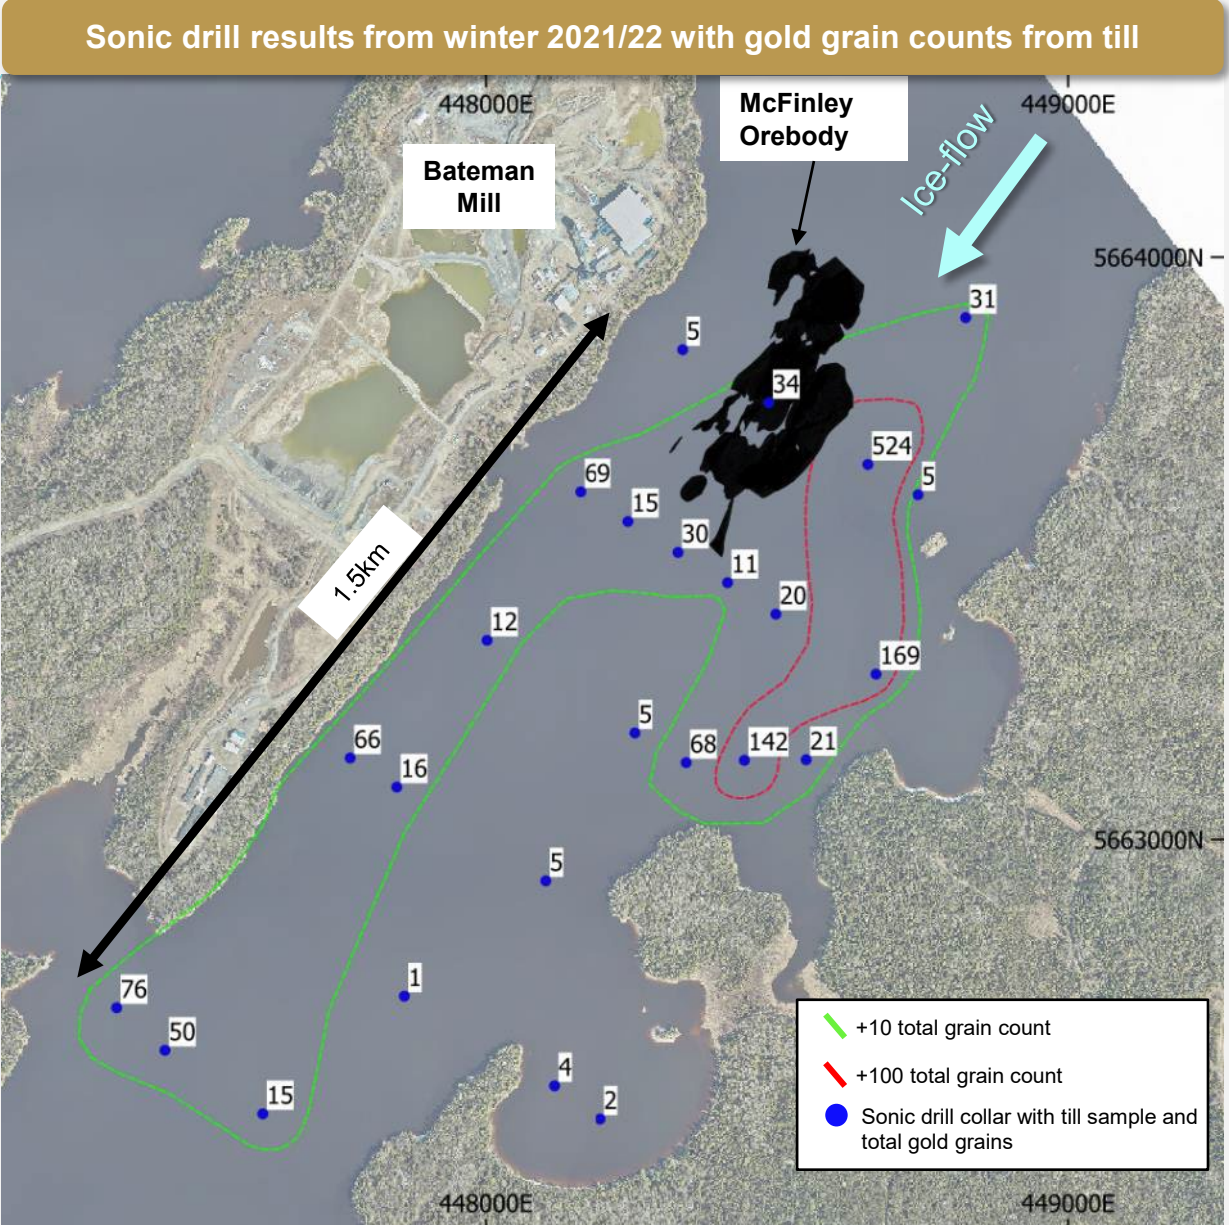 Sonic drill results from winter 2021/22 with gold grain counts from till
448000E
McFinley
Orebody
449000E
Bateman
Mill
Ice-flow
5664000N
31
5
34
524
69
5
15
30
11
20
1.5km
12
169
5
66
68
142
21
16
5663000N
5
1
76
50
4
15
2
+10 total grain count
+100 total grain count
Sonic drill collar with till sample and
total gold grains
448000E
449000E